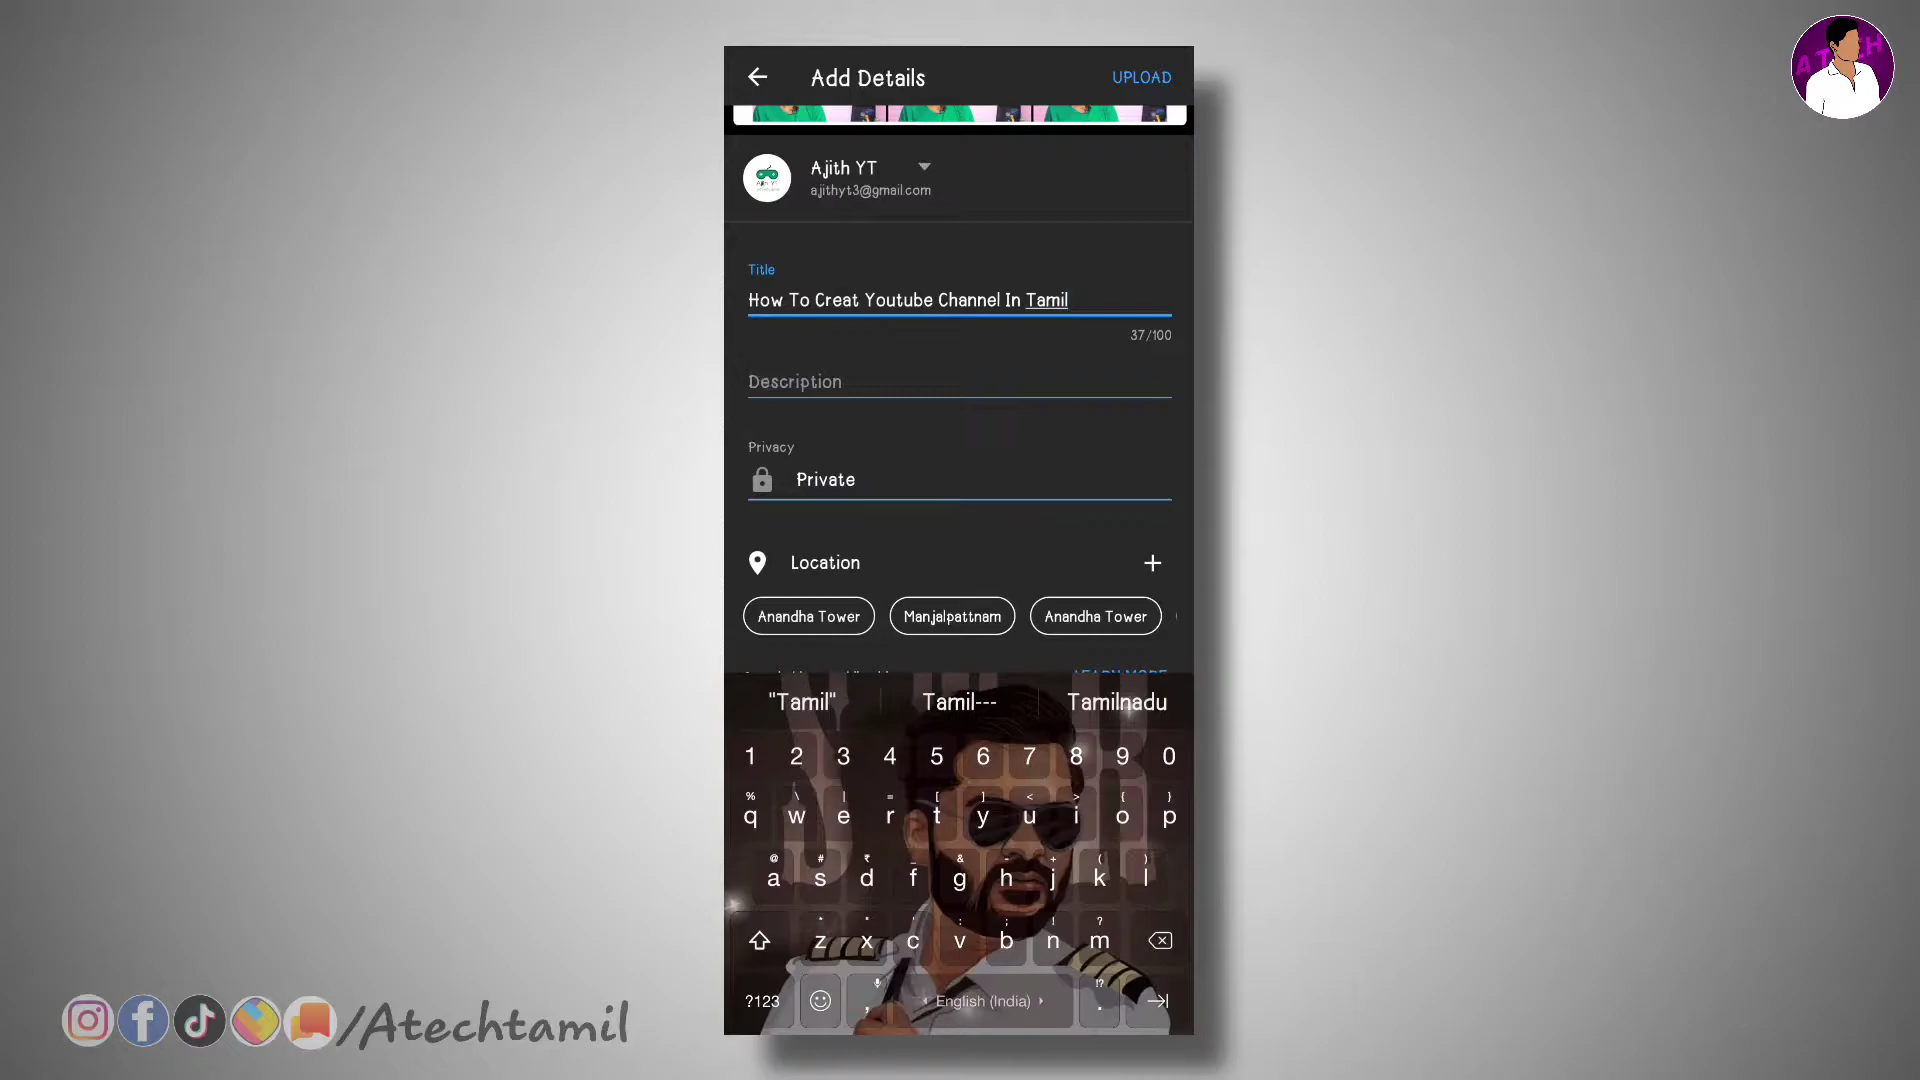 Add Details UPLOAD
Ajith YT
ajithyt3@gmail.com
Title
How To Creat Youtube Channel In Tamil
37/100
Description
Privacy
Private
Location +
Anandha Tower Manjalpattnam Anandha Tower
LEARN MORE
"Tamil" Tamil--- Tamilnadu
1 2 3 4 5 6 7 8 9 0
% \ | = [ ] < > { }
q w e r t y u i o p
@ # ₹ _ & - + ( )
a s d f g h j k l
* " ' : ; ! ?
z x c v b n m
!?
?123 , English (India) .
/Atechtamil